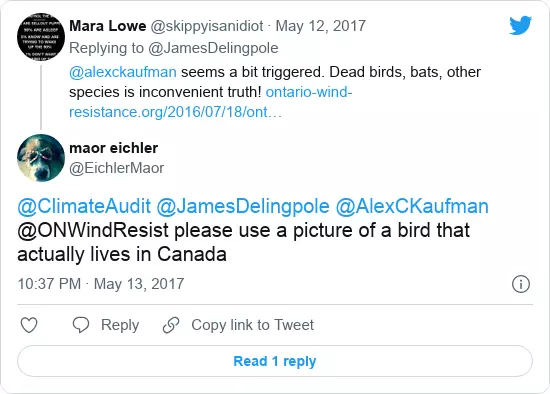 Mara Lowe @skippyisanidiot · May 12, 2017
Replying to @JamesDelingpole
@alexckaufman seems a bit triggered. Dead birds, bats, other
species is inconvenient truth! ontario-wind-
resistance.org/2016/07/18/ont…
maor eichler
@EichlerMaor
@ClimateAudit @JamesDelingpole @AlexCKaufman
@ONWindResist please use a picture of a bird that
actually lives in Canada
10:37 PM · May 13, 2017
Reply
Copy link to Tweet
Read 1 reply